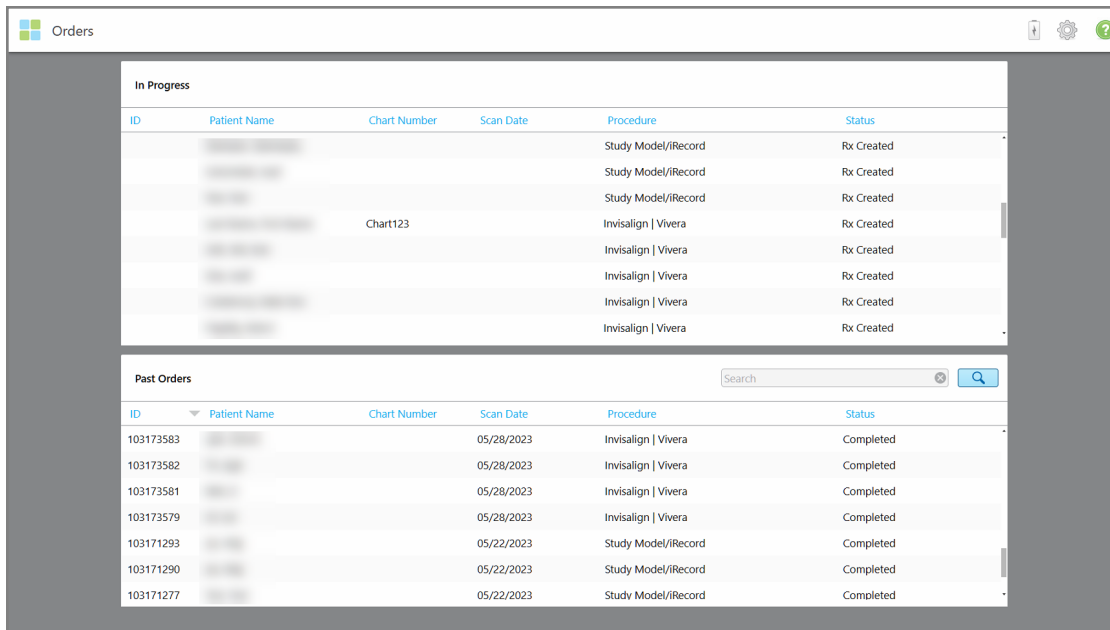 Orders
In Progress
ID Patient Name Chart Number Scan Date Procedure Status
Study Model/iRecord Rx Created
Study Model/iRecord Rx Created
Study Model/iRecord Rx Created
Chart123 Invisalign | Vivera Rx Created
Invisalign | Vivera Rx Created
Invisalign | Vivera Rx Created
Invisalign | Vivera Rx Created
Invisalign | Vivera Rx Created
Past Orders Search
ID Patient Name Chart Number Scan Date Procedure Status
103173583 05/28/2023 Invisalign | Vivera Completed
103173582 05/28/2023 Invisalign | Vivera Completed
103173581 05/28/2023 Invisalign | Vivera Completed
103173579 05/28/2023 Invisalign | Vivera Completed
103171293 05/22/2023 Study Model/iRecord Completed
103171290 05/22/2023 Study Model/iRecord Completed
103171277 05/22/2023 Study Model/iRecord Completed